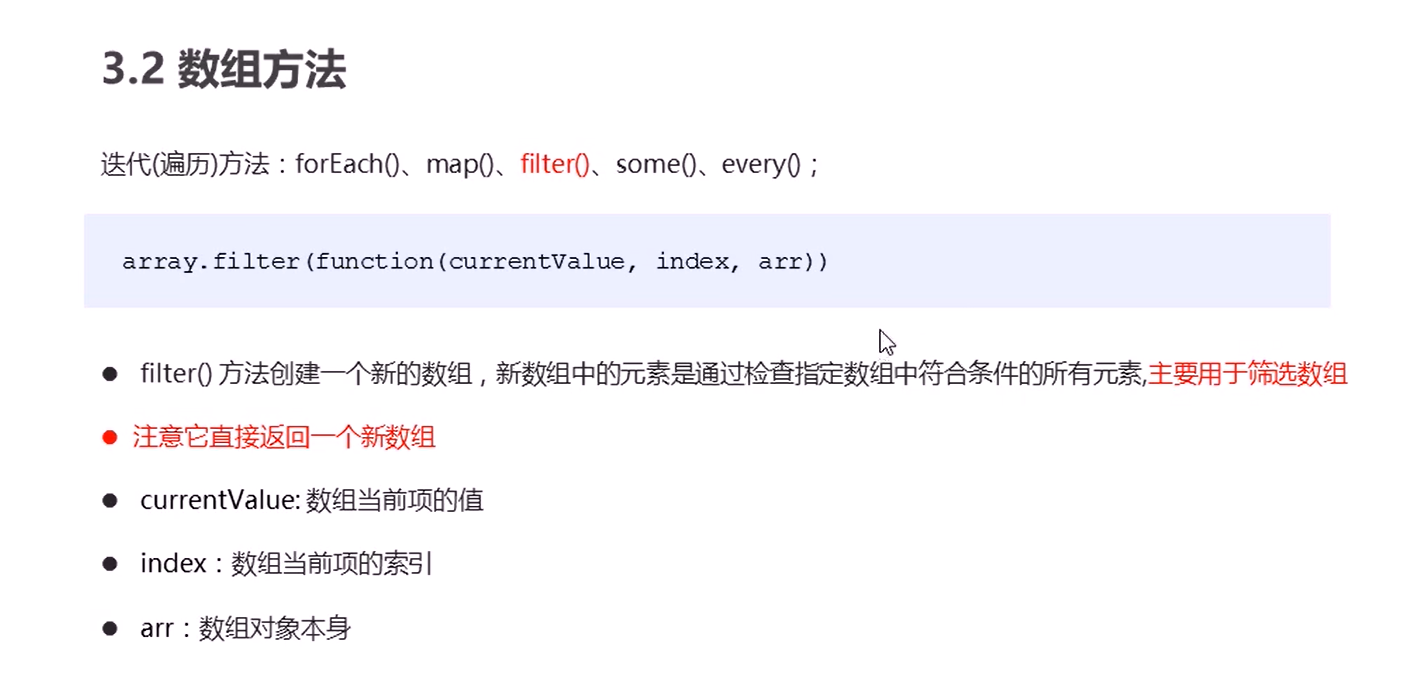 3.2 数组方法
迭代(遍历)方法：forEach()、map()、filter()、some()、every()；
array.filter(function(currentValue, index, arr))
● filter() 方法创建一个新的数组，新数组中的元素是通过检查指定数组中符合条件的所有元素,主要用于筛选数组
● 注意它直接返回一个新数组
● currentValue: 数组当前项的值
● index：数组当前项的索引
● arr：数组对象本身